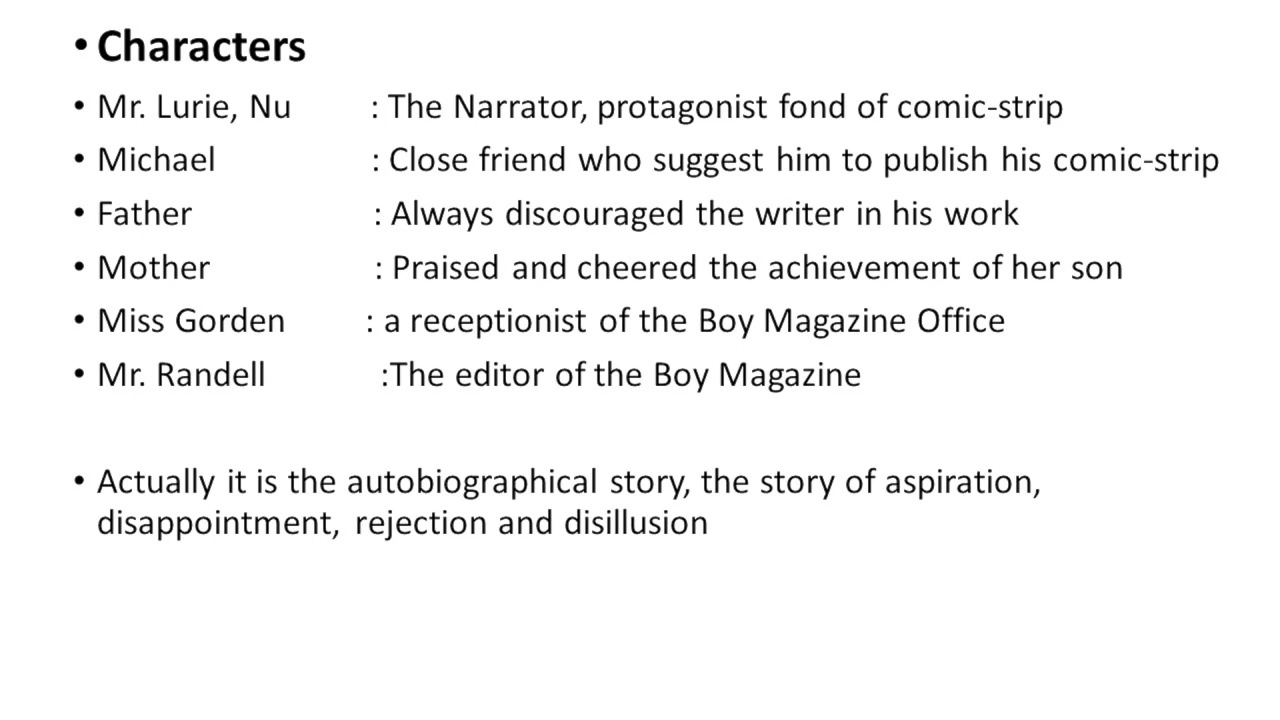 • Characters
• Mr. Lurie, Nu : The Narrator, protagonist fond of comic-strip
• Michael : Close friend who suggest him to publish his comic-strip
• Father : Always discouraged the writer in his work
• Mother : Praised and cheered the achievement of her son
• Miss Gorden : a receptionist of the Boy Magazine Office
• Mr. Randell :The editor of the Boy Magazine
• Actually it is the autobiographical story, the story of aspiration,
disappointment, rejection and disillusion